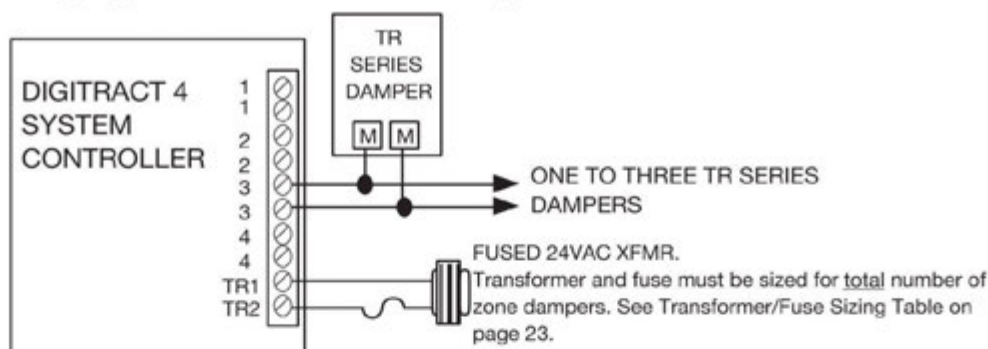 TR
SERIES
DAMPER
M M
DIGITRACT 4
SYSTEM
CONTROLLER
1
1
2
2
3
3
4
4
TR1
TR2
ONE TO THREE TR SERIES
DAMPERS
FUSED 24VAC XFMR.
Transformer and fuse must be sized for total number of
zone dampers. See Transformer/Fuse Sizing Table on
page 23.